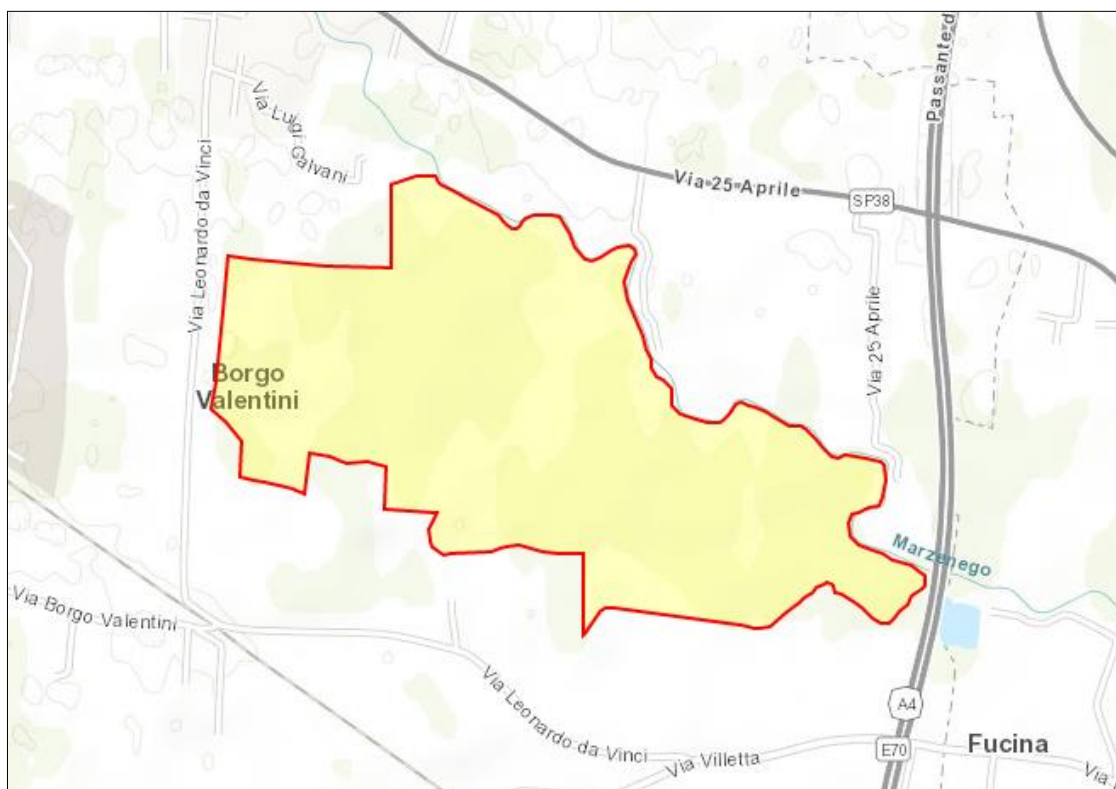 Passante d
Via Luigi Galvani
Via Leonardo da Vinci
Via 25 Aprile
SP38
Via 25 Aprile
Borgo
Valentini
Marzenego
Via Borgo Valentini
Via Leonardo da Vinci
A4
E70
Fucina
Via Villetta
Via